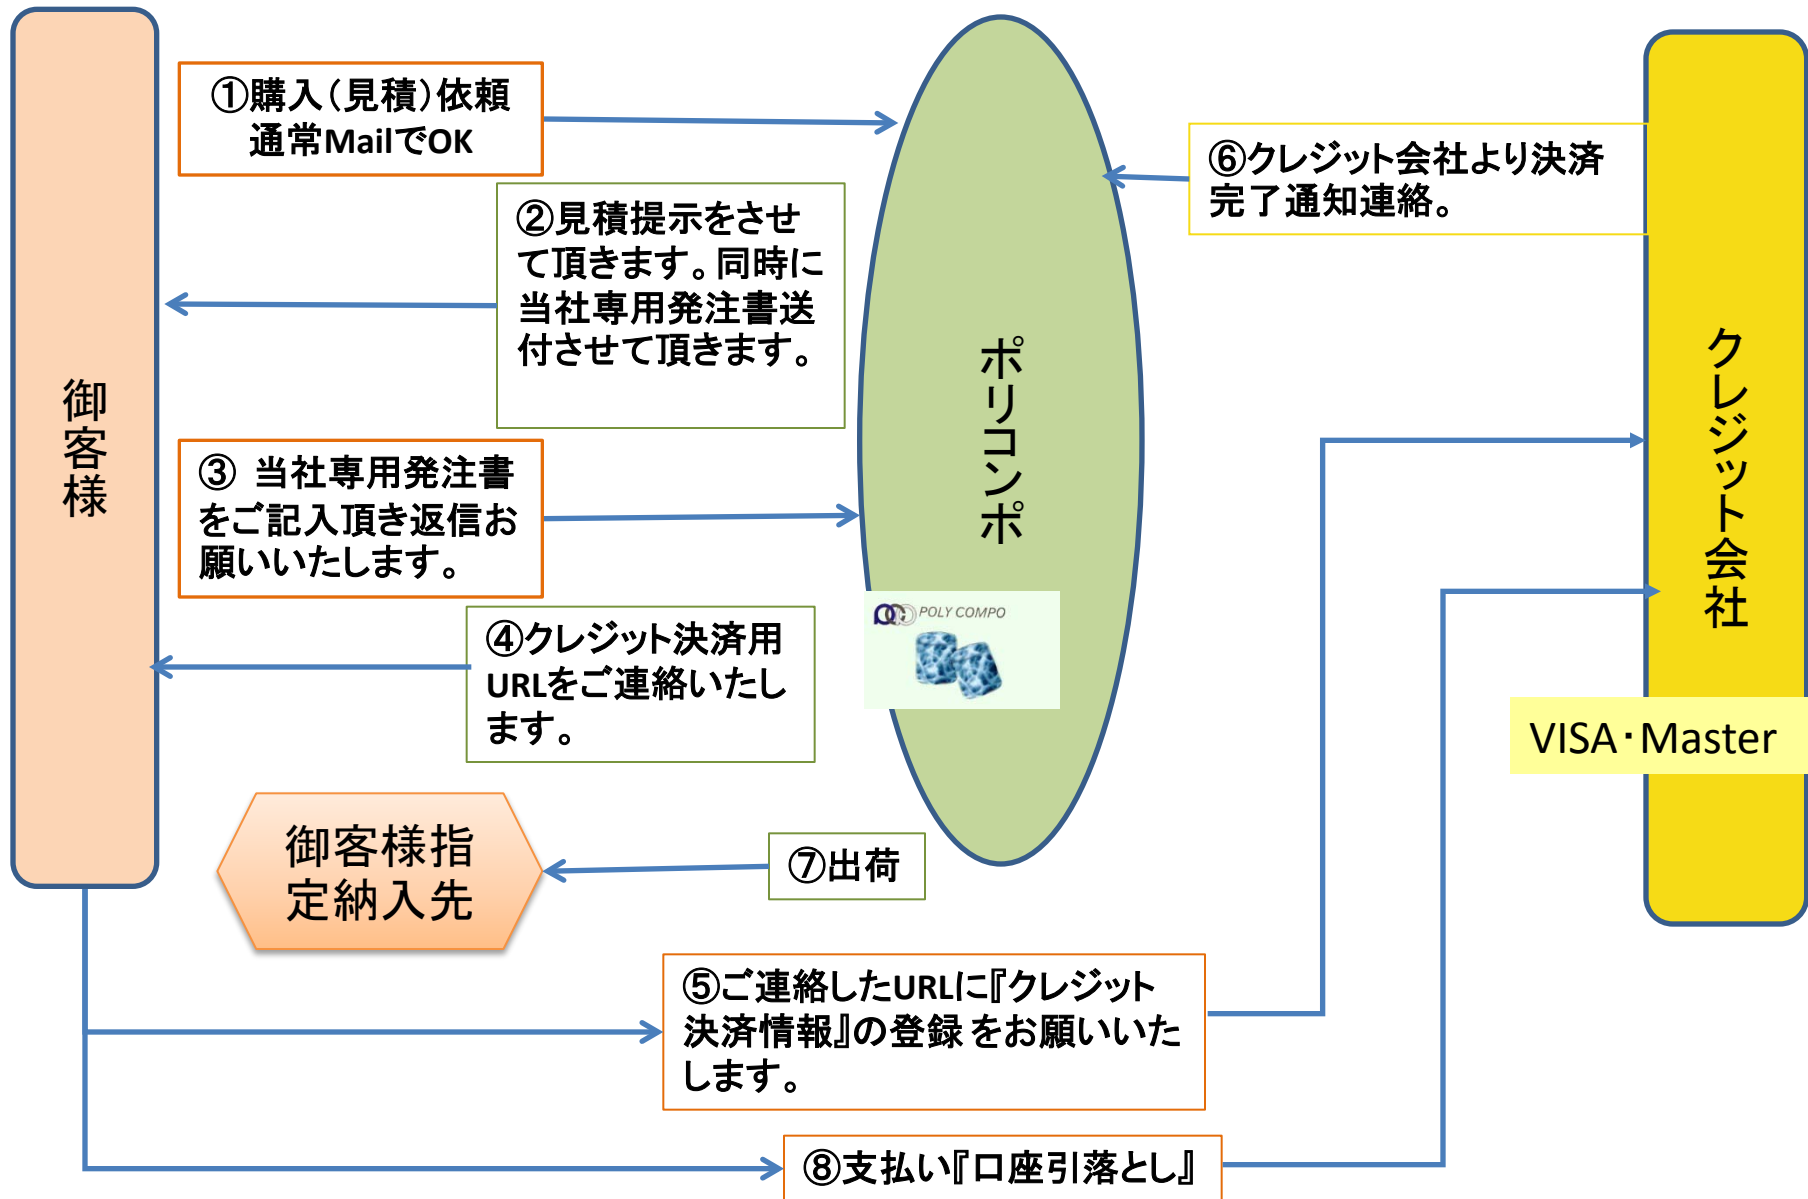 ①購入（見積）依頼
通常MailでOK
②見積提示をさせ
て頂きます。同時に
当社専用発注書送
付させて頂きます。
③ 当社専用発注書
をご記入頂き返信お
願いいたします。
④クレジット決済用
URLをご連絡いたし
ます。
御客様
ポリコンポ
POLY COMPO
⑥クレジット会社より決済
完了通知連絡。
クレジット会社
VISA・Master
御客様指
定納入先
⑦出荷
⑤ご連絡したURLに『クレジット
決済情報』の登録 をお願いいた
します。
⑧支払い『口座引落とし』